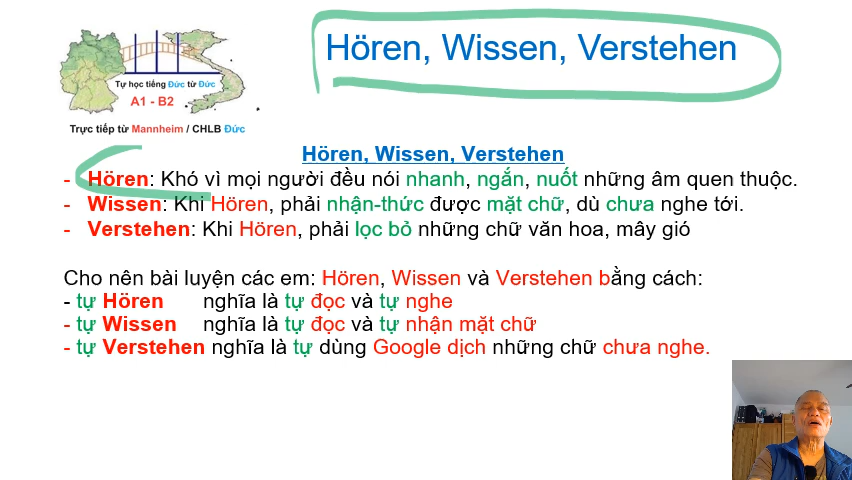 Hören, Wissen, Verstehen
Tự học tiếng Đức từ Đức
A1 - B2
Trực tiếp từ Mannheim / CHLB Đức
Hören, Wissen, Verstehen
- Hören: Khó vì mọi người đều nói nhanh, ngắn, nuốt những âm quen thuộc.
- Wissen: Khi Hören, phải nhận-thức được mặt chữ, dù chưa nghe tới.
- Verstehen: Khi Hören, phải lọc bỏ những chữ văn hoa, mây gió
Cho nên bài luyện các em: Hören, Wissen và Verstehen bằng cách:
- tự Hören nghĩa là tự đọc và tự nghe
- tự Wissen nghĩa là tự đọc và tự nhận mặt chữ
- tự Verstehen nghĩa là tự dùng Google dịch những chữ chưa nghe.